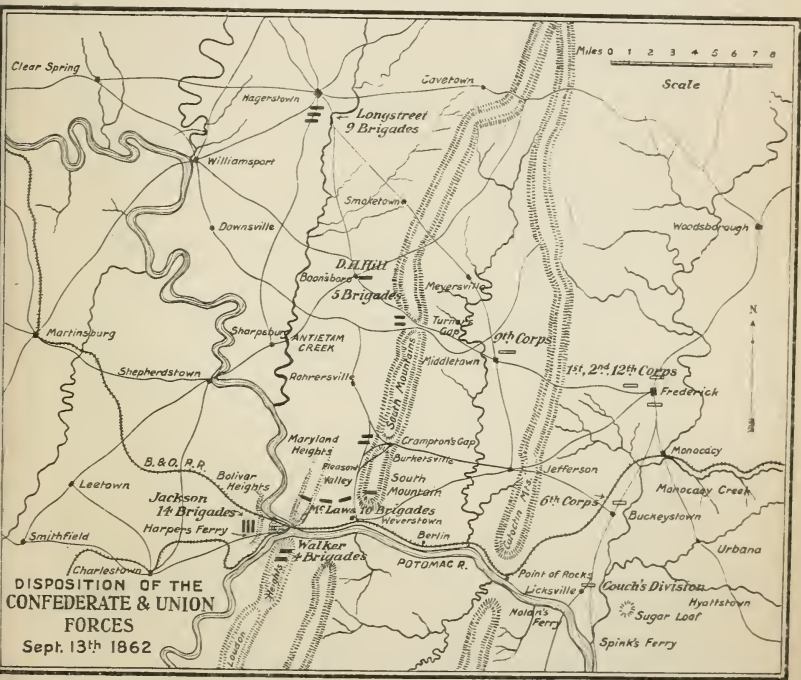 Miles 0 1 2 3 4 5 6 7 8
Scale
Clear Spring
Hagerstown
Cavetown
Longstreet
9 Brigades
Williamsport
Smoketown
Downsville
Woodsborough
D.H. Hill
Boonsboro
5 Brigades
Meyersville
N
Martinsburg
Sharpsburg
ANTIETAM
CREEK
Turners
Gap
9th Corps
Middletown
1st, 2nd, 12th Corps
Frederick
Shepherdstown
Rohrersville
South Mountains
Maryland
Heights
Crampton's Gap
Burkersville
Monocacy
B. & O. R.R.
Bolivar
Heights
Pleasant
Valley
South
Mountain
Jefferson
Leetown
Jackson
14 Brigades
McLaws 10 Brigades
Weverstown
6th Corps
Monocacy Creek
Buckeystown
Harpers Ferry
Catoctin Mts.
Smithfield
Walker
4 Brigades
Berlin
POTOMAC R.
Urbana
Charlestown
Point of Rocks
Licksville
Couch's Division
Hyattstown
Nolan's
Ferry
Sugar Loaf
Spink's Ferry
Loudon Heights
DISPOSITION OF THE
CONFEDERATE & UNION
FORCES
Sept. 13th 1862